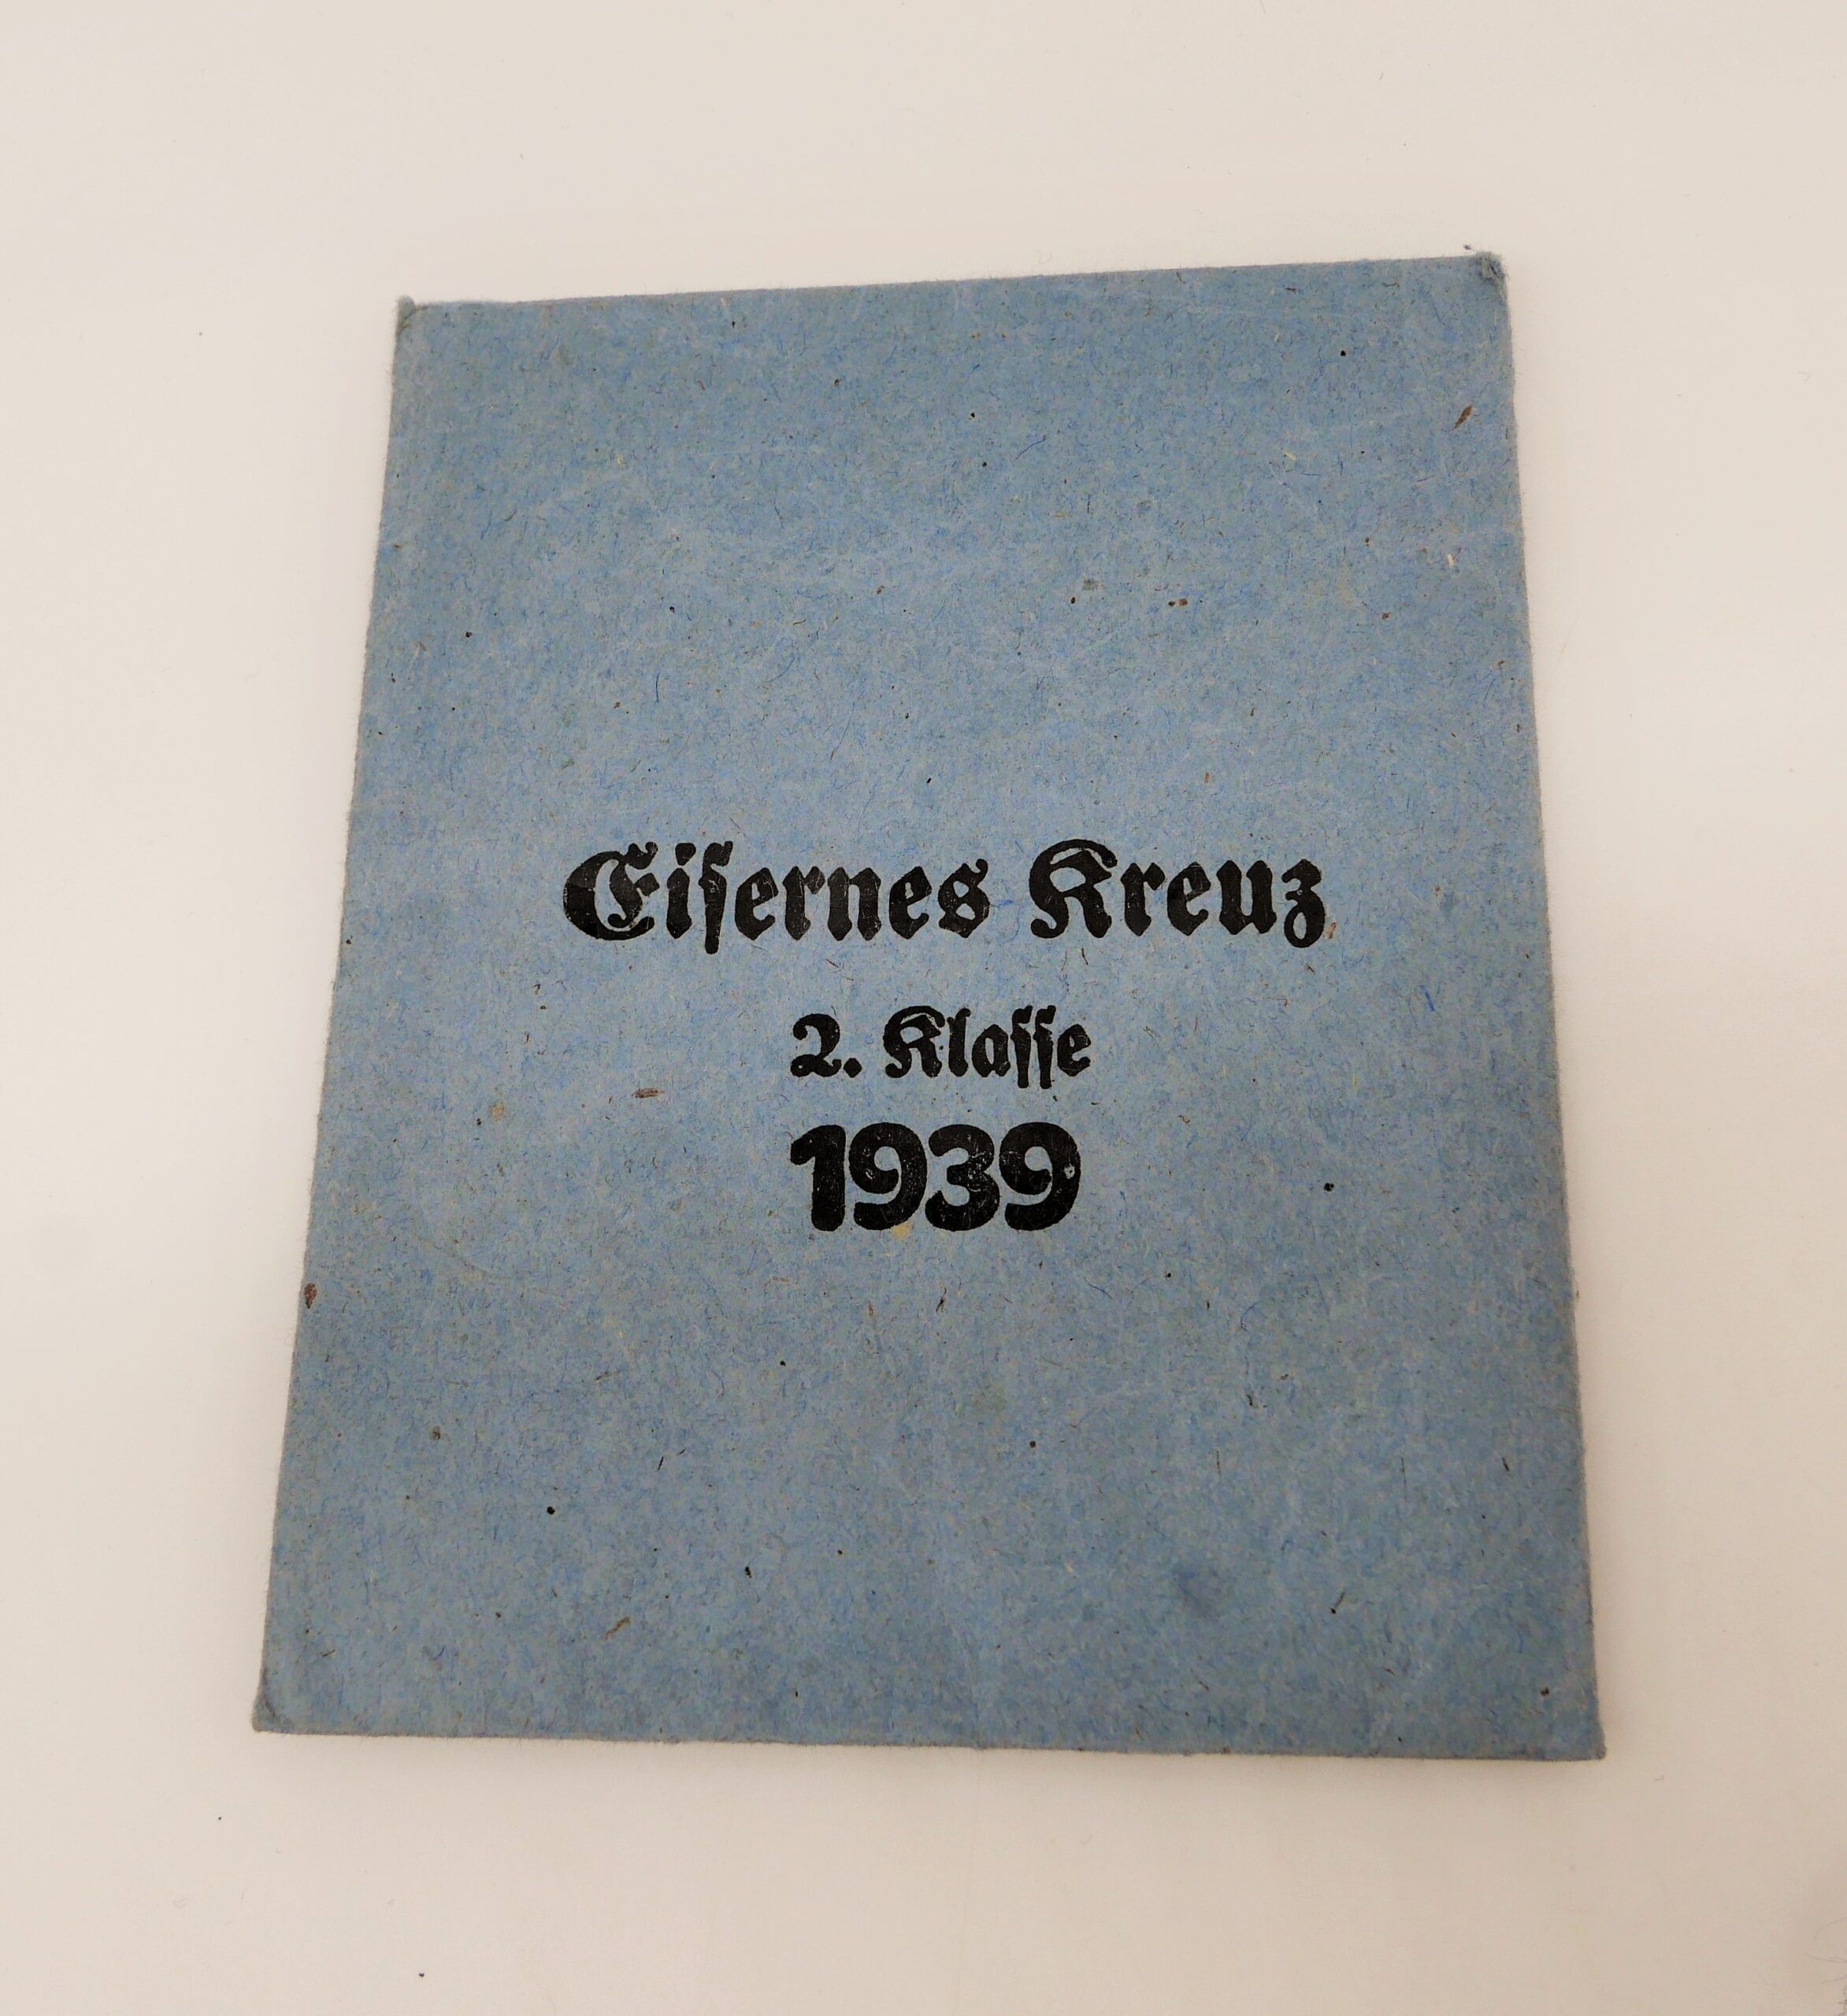 Eiſernes Kreuz
2. Klaſſe
1939